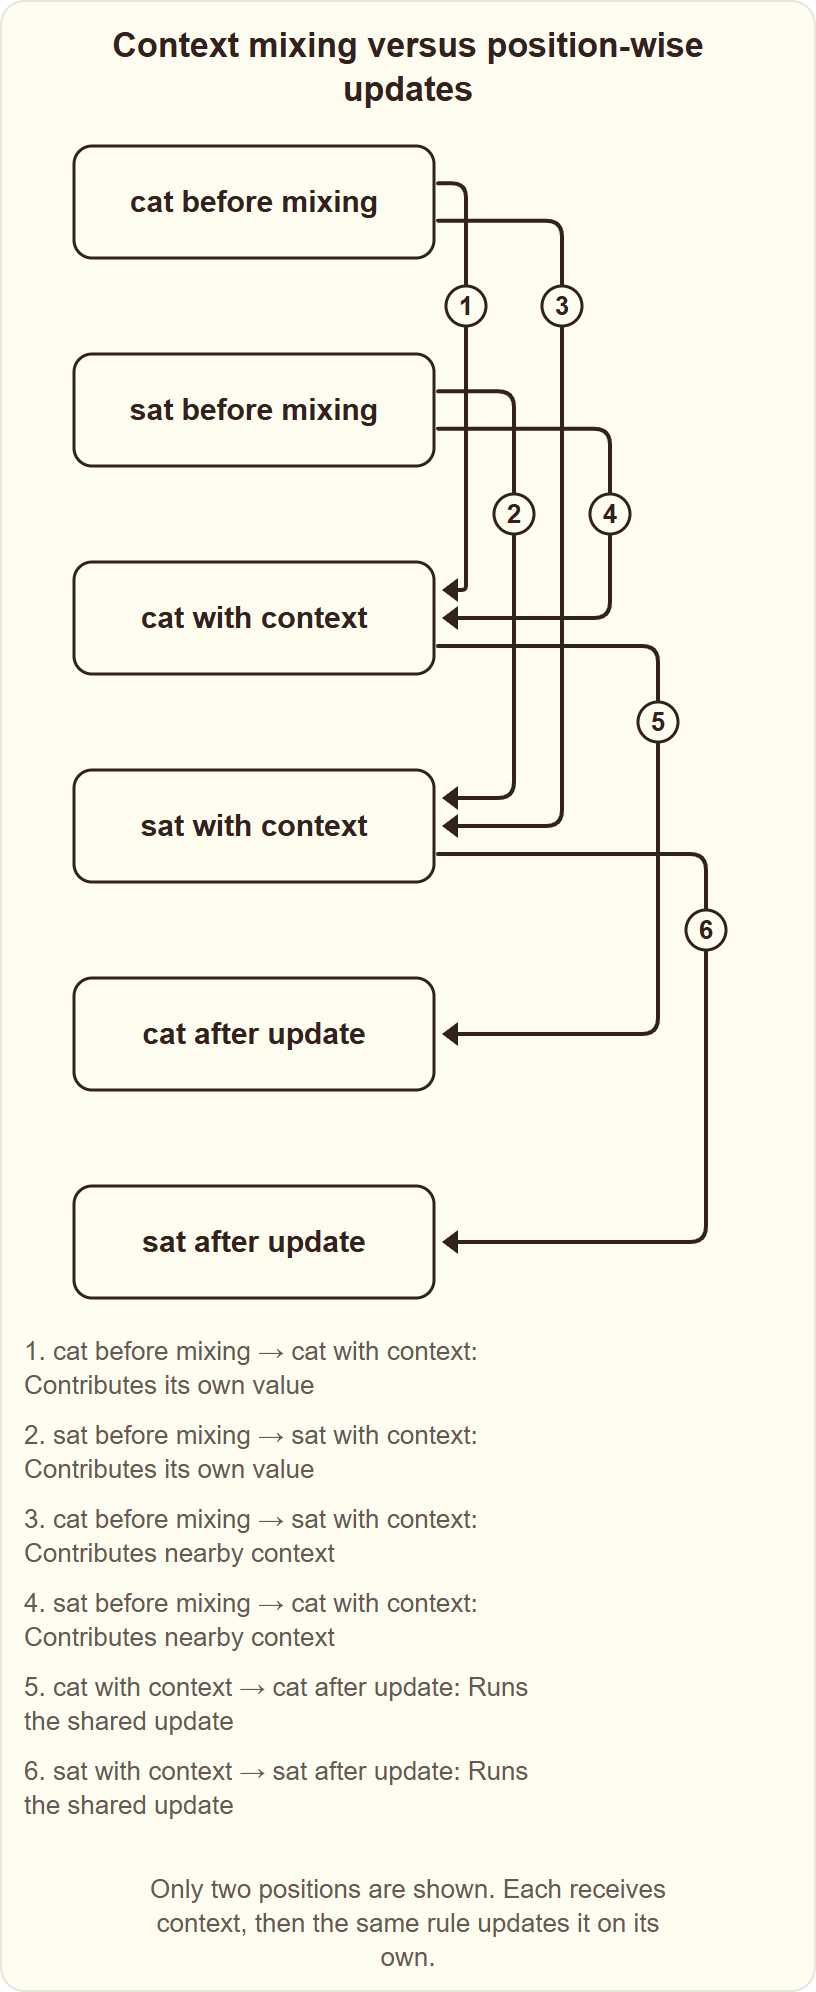 Context mixing versus position-wise
updates
cat before mixing
1
3
sat before mixing
2
4
cat with context
5
sat with context
6
cat after update
sat after update
1. cat before mixing → cat with context:
Contributes its own value
2. sat before mixing → sat with context:
Contributes its own value
3. cat before mixing → sat with context:
Contributes nearby context
4. sat before mixing → cat with context:
Contributes nearby context
5. cat with context → cat after update: Runs
the shared update
6. sat with context → sat after update: Runs
the shared update
Only two positions are shown. Each receives
context, then the same rule updates it on its
own.